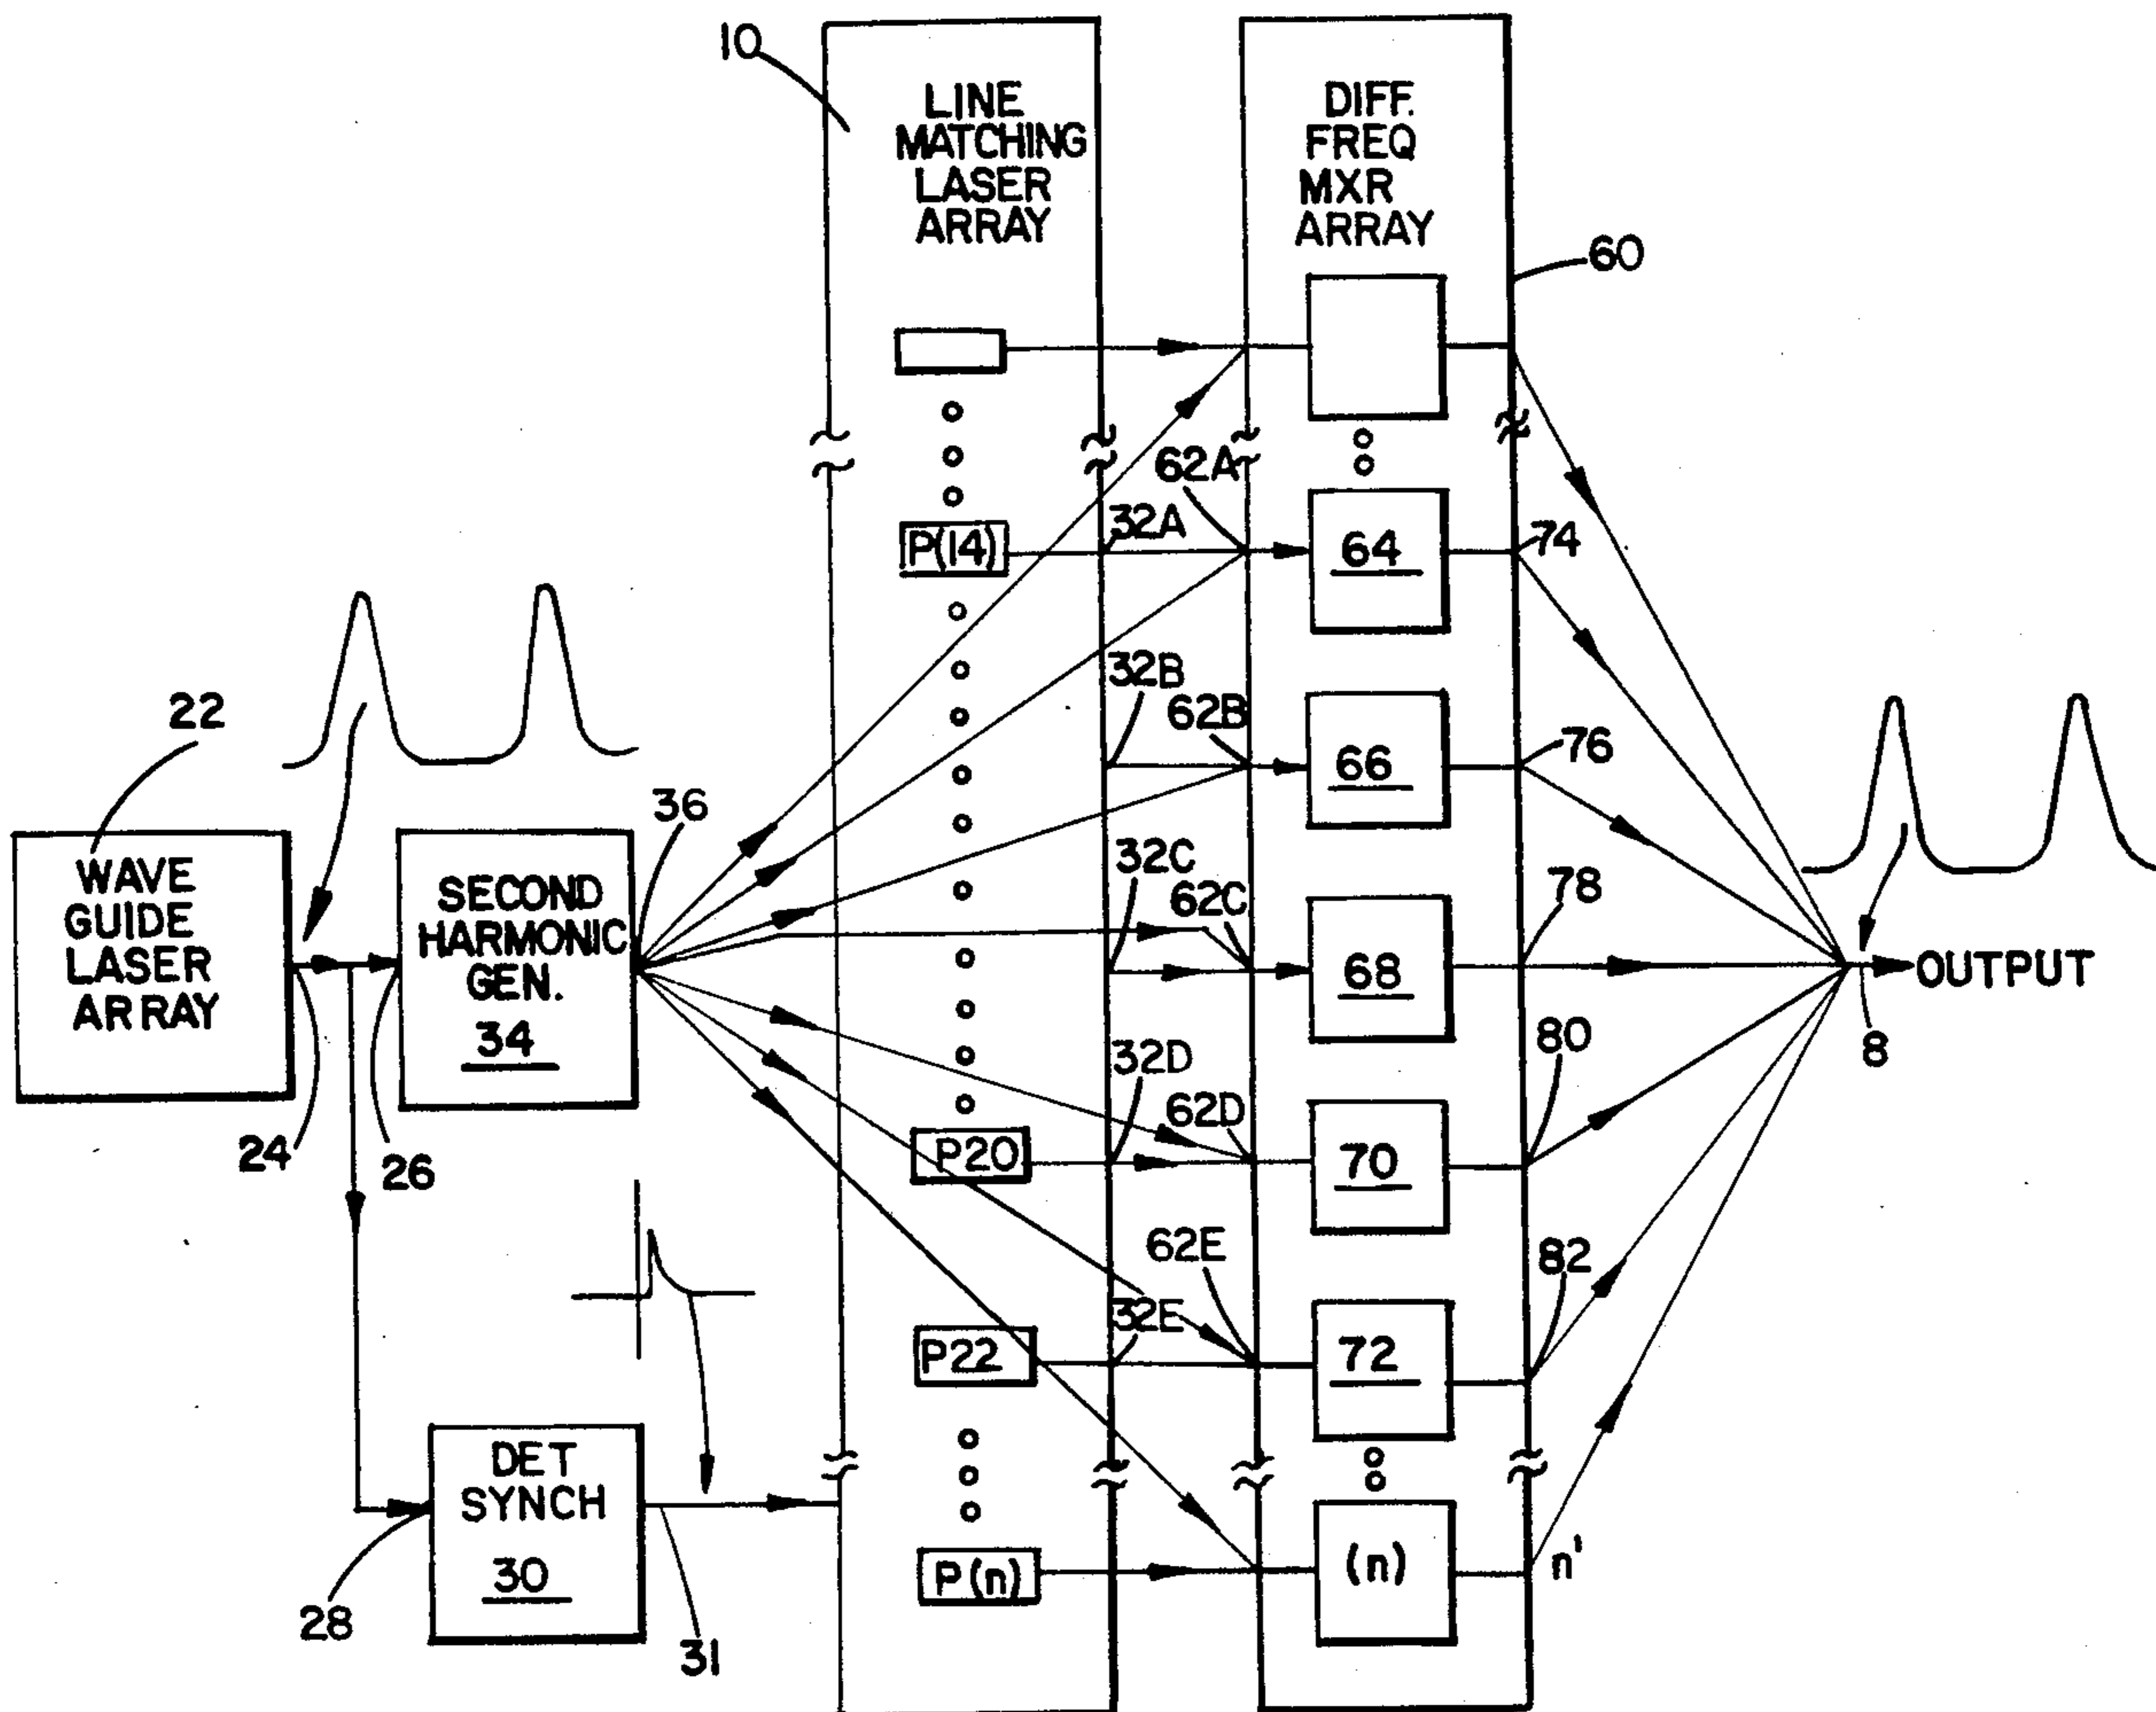 10
LINE
MATCHING
LASER
ARRAY
DIFF.
FREQ
MXR
ARRAY
60
62A
32A
P(14)
64
74
32B
62B
66
76
22
36
WAVE
GUIDE
LASER
ARRAY
SECOND
HARMONIC
GEN.
34
32C
62C
68
78
OUTPUT
8
24
26
32D
62D
P20
70
80
62E
32E
P22
72
82
DET
SYNCH
30
28
31
P(n)
(n)
n'